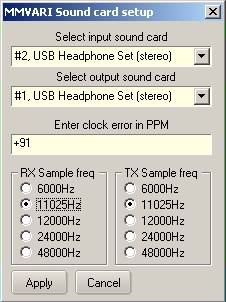 MMVARI Sound card setup
Select input sound card
#2, USB Headphone Set (stereo)
Select output sound card
#1, USB Headphone Set (stereo)
Enter clock error in PPM
+91
RX Sample freq TX Sample freq
6000Hz 6000Hz
11025Hz 11025Hz
12000Hz 12000Hz
24000Hz 24000Hz
48000Hz 48000Hz
Apply Cancel